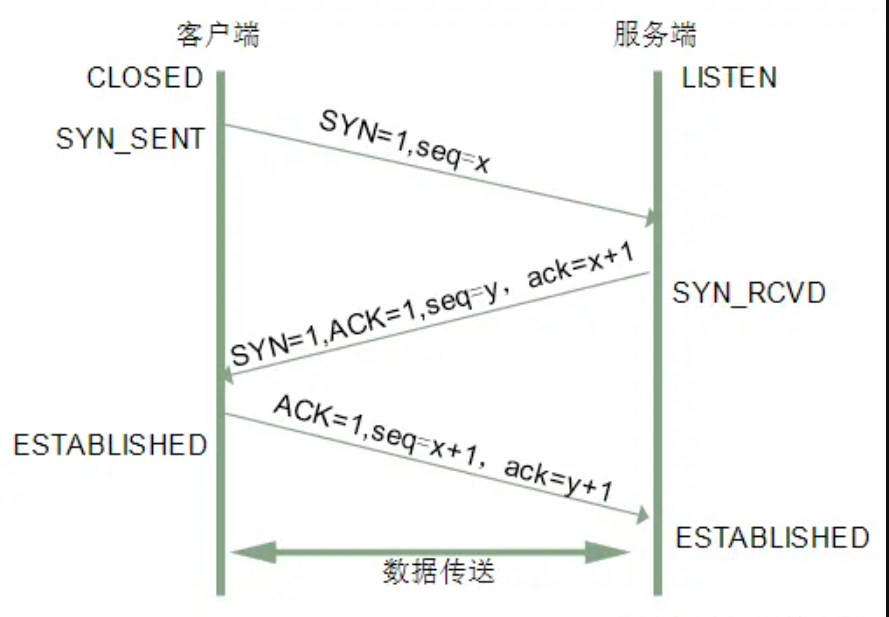 客户端
服务端
CLOSED
LISTEN
SYN_SENT
SYN=1,seq=x
SYN=1,ACK=1,seq=y，ack=x+1
SYN_RCVD
ACK=1,seq=x+1，ack=y+1
ESTABLISHED
ESTABLISHED
数据传送